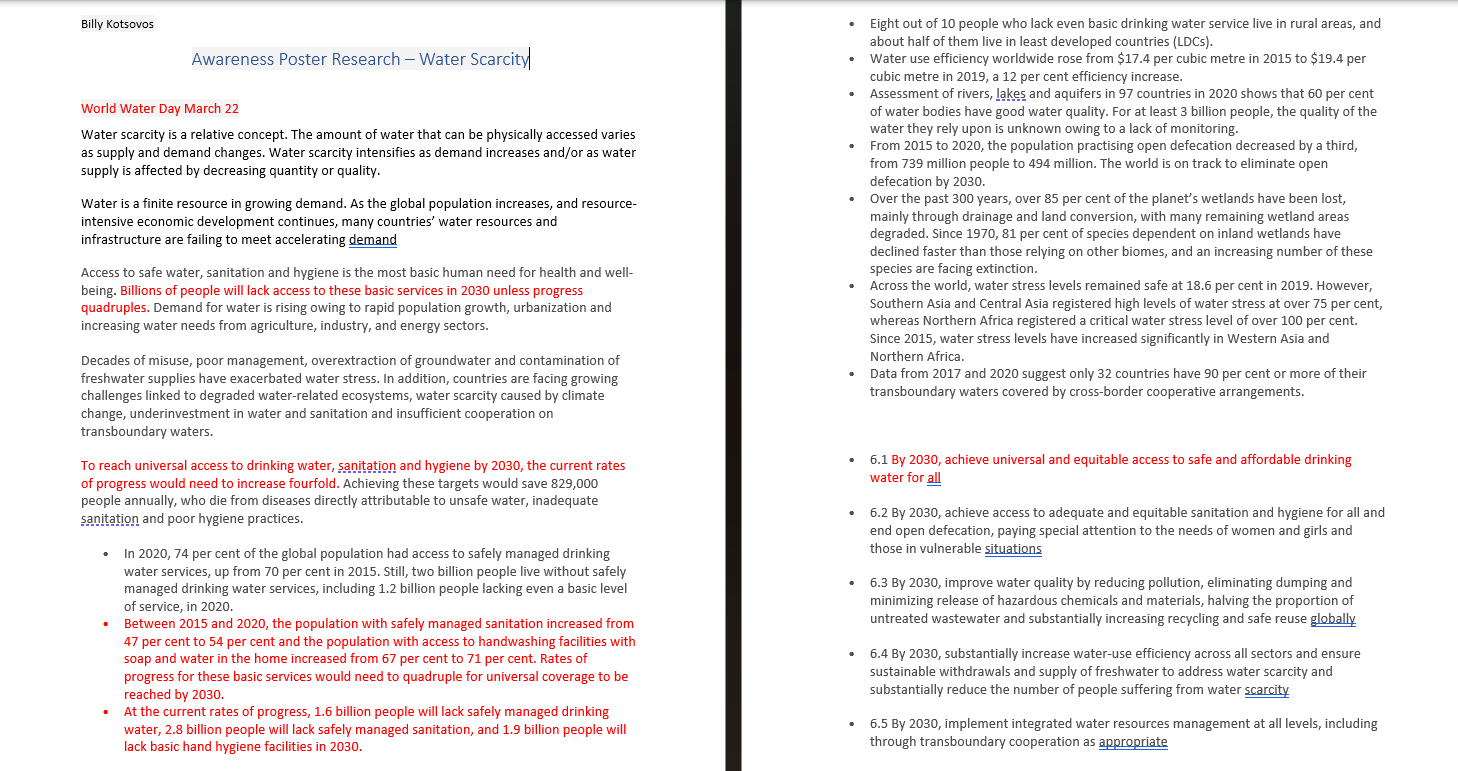 Billy Kotsovos
Awareness Poster Research – Water Scarcity
World Water Day March 22
Water scarcity is a relative concept. The amount of water that can be physically accessed varies
as supply and demand changes. Water scarcity intensifies as demand increases and/or as water
supply is affected by decreasing quantity or quality.
Water is a finite resource in growing demand. As the global population increases, and resource-
intensive economic development continues, many countries’ water resources and
infrastructure are failing to meet accelerating demand
Access to safe water, sanitation and hygiene is the most basic human need for health and well-
being. Billions of people will lack access to these basic services in 2030 unless progress
quadruples. Demand for water is rising owing to rapid population growth, urbanization and
increasing water needs from agriculture, industry, and energy sectors.
Decades of misuse, poor management, overextraction of groundwater and contamination of
freshwater supplies have exacerbated water stress. In addition, countries are facing growing
challenges linked to degraded water-related ecosystems, water scarcity caused by climate
change, underinvestment in water and sanitation and insufficient cooperation on
transboundary waters.
To reach universal access to drinking water, sanitation and hygiene by 2030, the current rates
of progress would need to increase fourfold. Achieving these targets would save 829,000
people annually, who die from diseases directly attributable to unsafe water, inadequate
sanitation and poor hygiene practices.
• In 2020, 74 per cent of the global population had access to safely managed drinking
water services, up from 70 per cent in 2015. Still, two billion people live without safely
managed drinking water services, including 1.2 billion people lacking even a basic level
of service, in 2020.
• Between 2015 and 2020, the population with safely managed sanitation increased from
47 per cent to 54 per cent and the population with access to handwashing facilities with
soap and water in the home increased from 67 per cent to 71 per cent. Rates of
progress for these basic services would need to quadruple for universal coverage to be
reached by 2030.
• At the current rates of progress, 1.6 billion people will lack safely managed drinking
water, 2.8 billion people will lack safely managed sanitation, and 1.9 billion people will
lack basic hand hygiene facilities in 2030.
• Eight out of 10 people who lack even basic drinking water service live in rural areas, and
about half of them live in least developed countries (LDCs).
• Water use efficiency worldwide rose from $17.4 per cubic metre in 2015 to $19.4 per
cubic metre in 2019, a 12 per cent efficiency increase.
• Assessment of rivers, lakes and aquifers in 97 countries in 2020 shows that 60 per cent
of water bodies have good water quality. For at least 3 billion people, the quality of the
water they rely upon is unknown owing to a lack of monitoring.
• From 2015 to 2020, the population practising open defecation decreased by a third,
from 739 million people to 494 million. The world is on track to eliminate open
defecation by 2030.
• Over the past 300 years, over 85 per cent of the planet’s wetlands have been lost,
mainly through drainage and land conversion, with many remaining wetland areas
degraded. Since 1970, 81 per cent of species dependent on inland wetlands have
declined faster than those relying on other biomes, and an increasing number of these
species are facing extinction.
• Across the world, water stress levels remained safe at 18.6 per cent in 2019. However,
Southern Asia and Central Asia registered high levels of water stress at over 75 per cent,
whereas Northern Africa registered a critical water stress level of over 100 per cent.
Since 2015, water stress levels have increased significantly in Western Asia and
Northern Africa.
• Data from 2017 and 2020 suggest only 32 countries have 90 per cent or more of their
transboundary waters covered by cross-border cooperative arrangements.
• 6.1 By 2030, achieve universal and equitable access to safe and affordable drinking
water for all
• 6.2 By 2030, achieve access to adequate and equitable sanitation and hygiene for all and
end open defecation, paying special attention to the needs of women and girls and
those in vulnerable situations
• 6.3 By 2030, improve water quality by reducing pollution, eliminating dumping and
minimizing release of hazardous chemicals and materials, halving the proportion of
untreated wastewater and substantially increasing recycling and safe reuse globally
• 6.4 By 2030, substantially increase water-use efficiency across all sectors and ensure
sustainable withdrawals and supply of freshwater to address water scarcity and
substantially reduce the number of people suffering from water scarcity
• 6.5 By 2030, implement integrated water resources management at all levels, including
through transboundary cooperation as appropriate